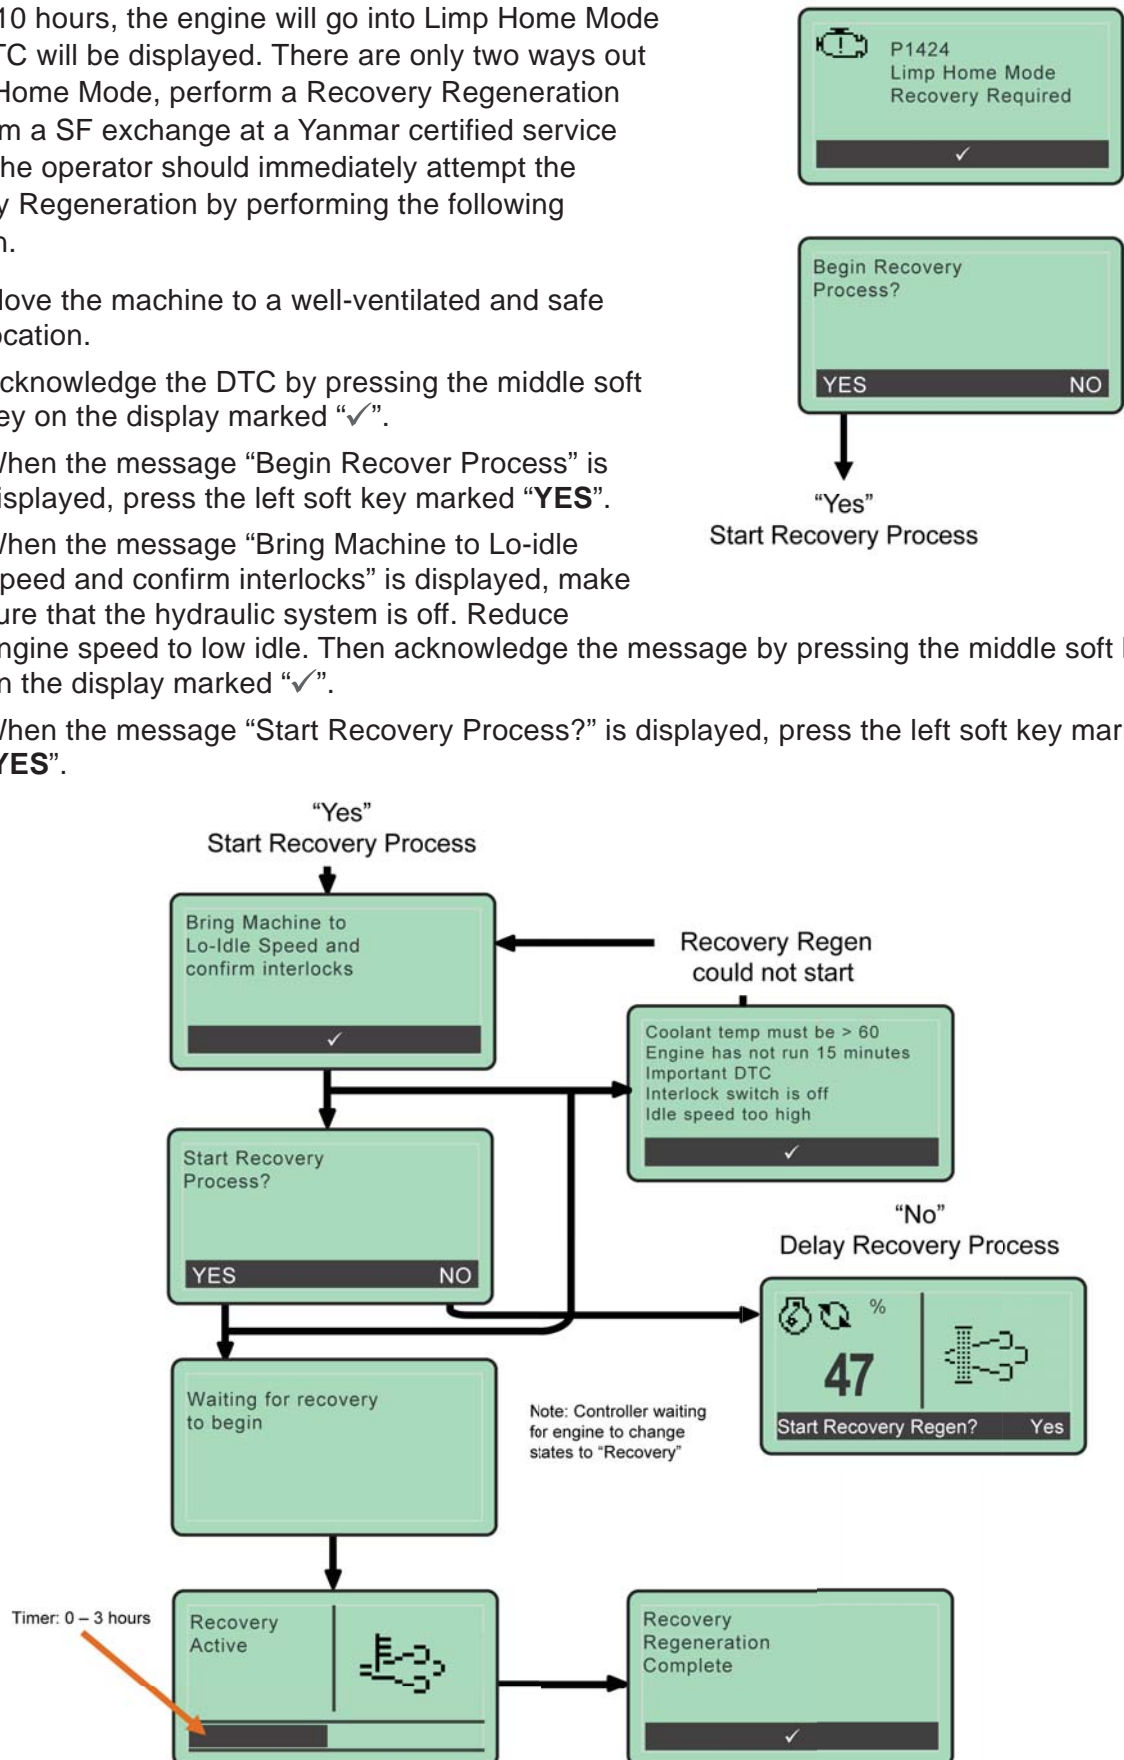 10 hours, the engine will go into Limp Home Mode
TC will be displayed. There are only two ways out
Home Mode, perform a Recovery Regeneration
m a SF exchange at a Yanmar certified service
he operator should immediately attempt the
y Regeneration by performing the following
n.
Move the machine to a well-ventilated and safe
ocation.
cknowledge the DTC by pressing the middle soft
ey on the display marked “✓”.
When the message “Begin Recover Process” is
isplayed, press the left soft key marked “YES”.
When the message “Bring Machine to Lo-idle
peed and confirm interlocks” is displayed, make
ure that the hydraulic system is off. Reduce
ngine speed to low idle. Then acknowledge the message by pressing the middle soft
n the display marked “✓”.
When the message “Start Recovery Process?” is displayed, press the left soft key mar
YES”.
P1424
Limp Home Mode
Recovery Required
✓
Begin Recovery
Process?
YES NO
“Yes”
Start Recovery Process
“Yes”
Start Recovery Process
Bring Machine to
Lo-Idle Speed and
confirm interlocks
✓
Recovery Regen
could not start
Coolant temp must be > 60
Engine has not run 15 minutes
Important DTC
Interlock switch is off
Idle speed too high
✓
Start Recovery
Process?
YES NO
“No”
Delay Recovery Process
%
47
Start Recovery Regen? Yes
Waiting for recovery
to begin
Note: Controller waiting
for engine to change
states to “Recovery”
Timer: 0 – 3 hours
Recovery
Active
Recovery
Regeneration
Complete
✓